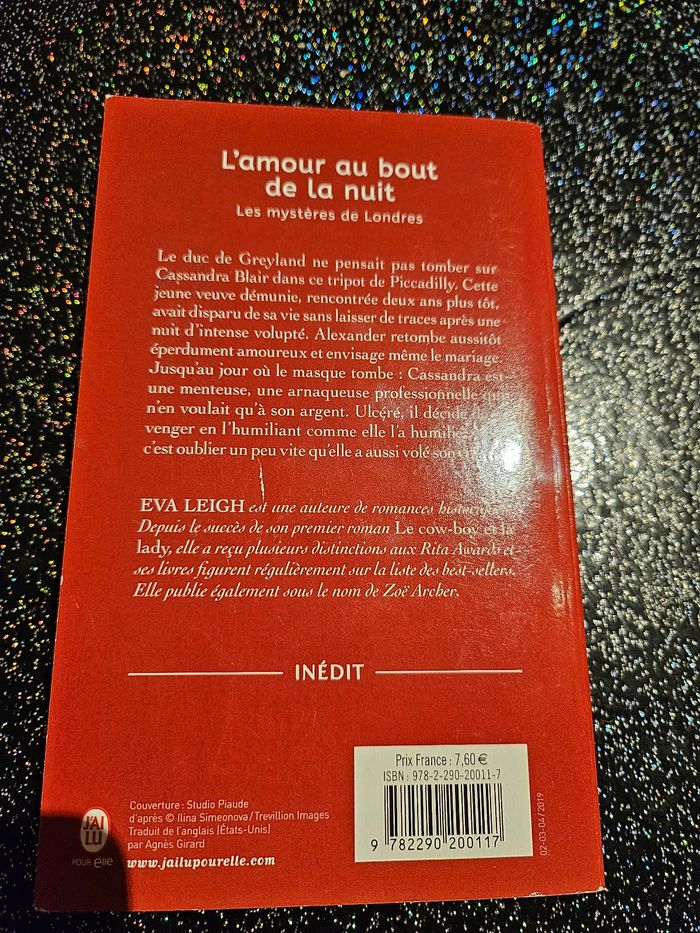 L'amour au bout
de la nuit
Les mystères de Londres
Le duc de Greyland ne pensait pas tomber sur
Cassandra Blair dans ce tripot de Piccadilly. Cette
jeune veuve démunie, rencontrée deux ans plus tôt,
avait disparu de sa vie sans laisser de traces après une
nuit d'intense volupté. Alexander retombe aussitôt
éperdument amoureux et envisage même le mariage.
Jusqu'au jour où le masque tombe : Cassandra est
une menteuse, une arnaqueuse professionnelle qui
n'en voulait qu'à son argent. Ulcéré, il décide
venger en l'humiliant comme elle l'a
c'est oublier un peu vite qu'elle a aussi volé
EVA LEIGH est une auteure de romances
Depuis le succès de son premier roman Le cow-boy et la
lady, elle a reçu plusieurs distinctions aux Rita Awards et
ses livres figurent régulièrement sur la liste des best-sellers.
Elle publie également sous le nom de Zoë Archer.
INÉDIT
Prix France : 7,60 €
ISBN : 978-2-290-20011-7
9 782290 200117
02-03-04/2019
Couverture : Studio Piaude
d'après © Ilina Simeonova/Trevillion Images
Traduit de l'anglais (États-Unis)
par Agnès Girard
www.jailupourelle.com
J'AI
LU
POUR elle